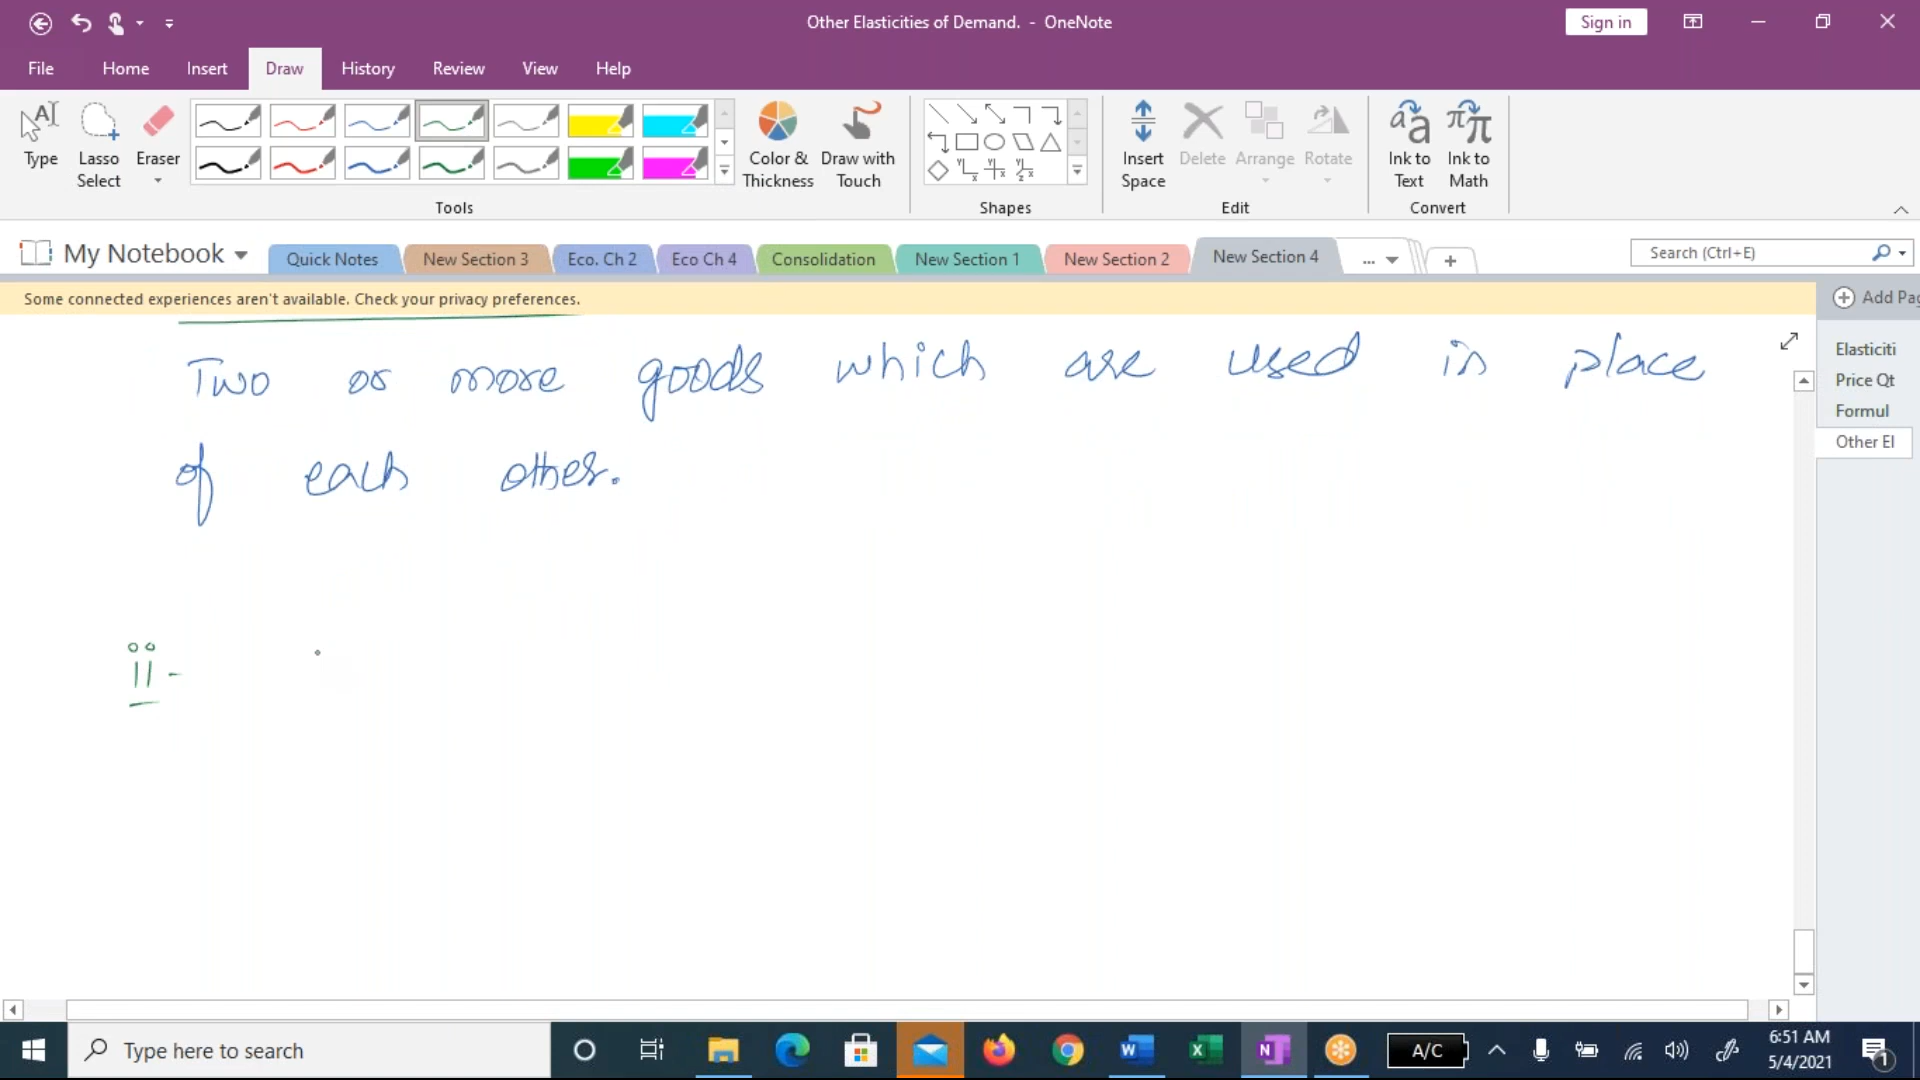 Other Elasticities of Demand. - OneNote
Sign in
File Home Insert Draw History Review View Help
Type
Lasso Select
Eraser
Color & Thickness
Draw with Touch
Insert Space
Delete
Arrange
Rotate
Ink to Text
Ink to Math
Tools
Shapes
Edit
Convert
My Notebook
Quick Notes
New Section 3
Eco. Ch 2
Eco Ch 4
Consolidation
New Section 1
New Section 2
New Section 4
...
Search (Ctrl+E)
Some connected experiences aren't available. Check your privacy preferences.
Add Pag
Elasticiti
Price Qt
Formul
Other El
Two or more goods which are used in place
of each other.
ii -
Type here to search
A/C
6:51 AM
5/4/2021
1